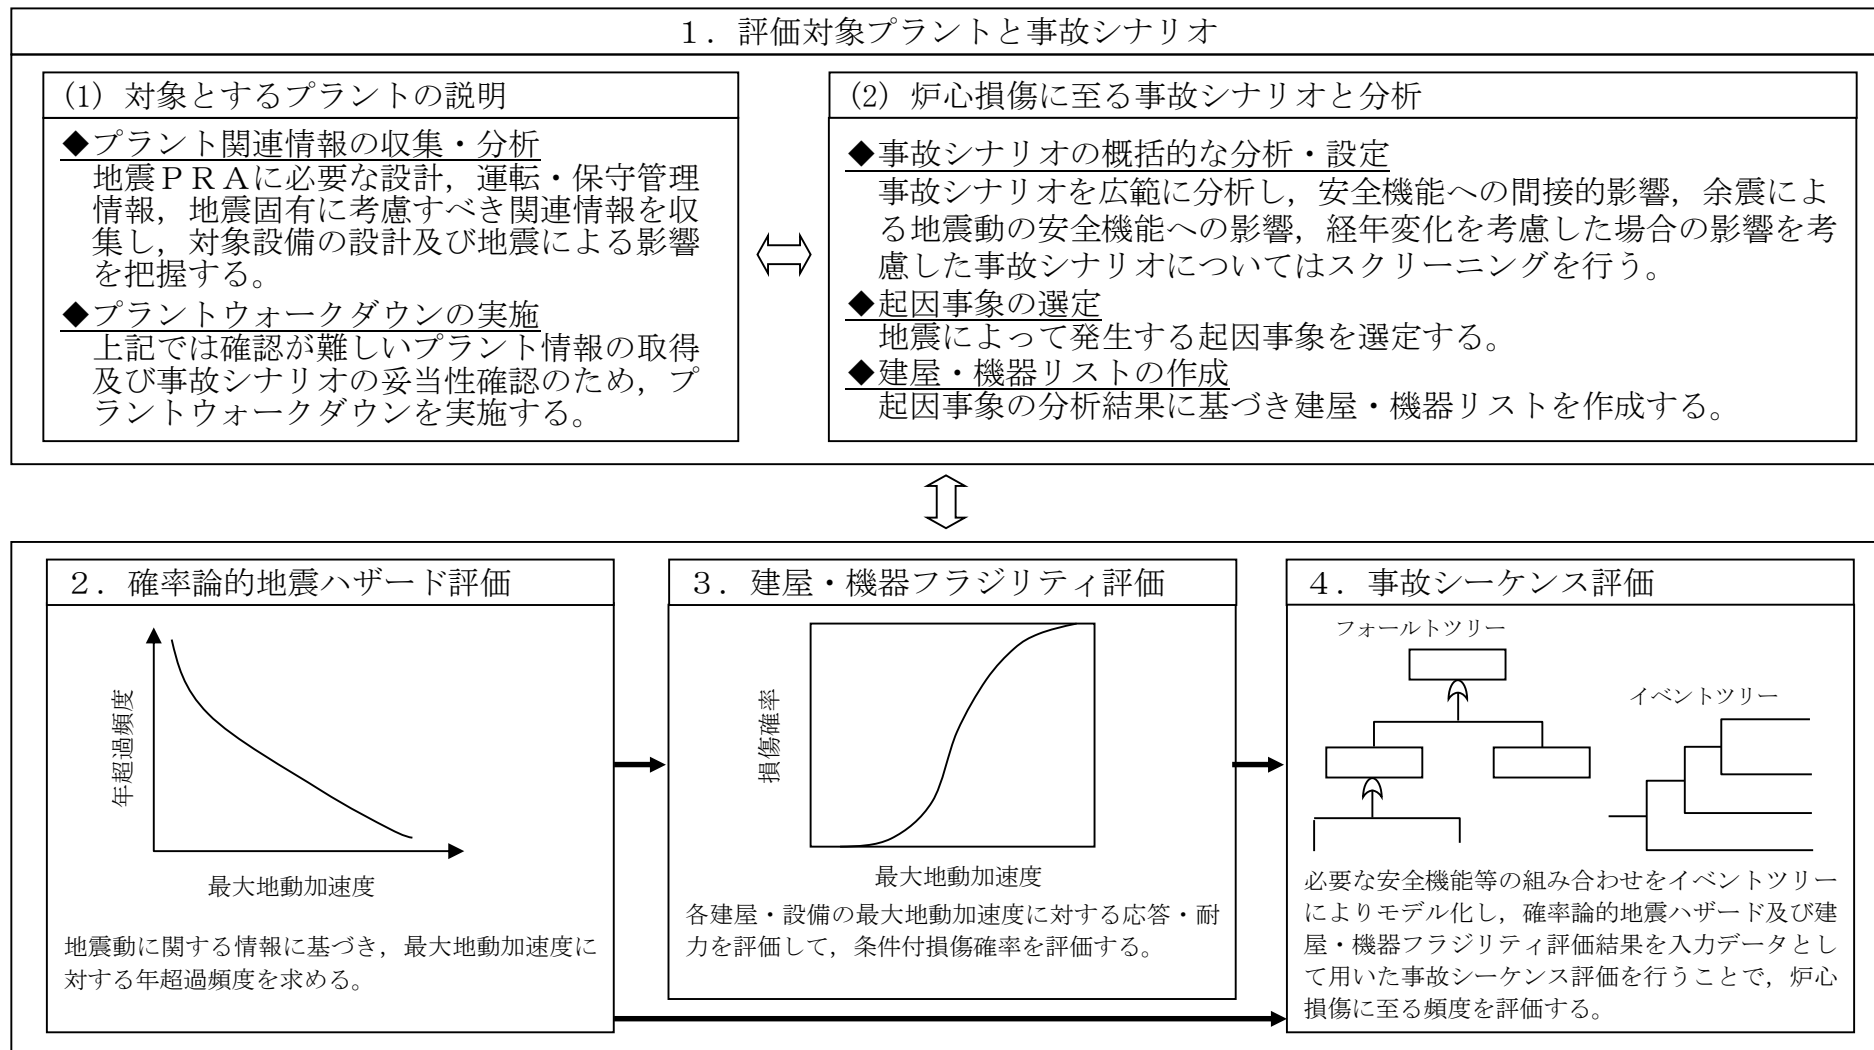 １．評価対象プラントと事故シナリオ
(1) 対象とするプラントの説明
◆プラント関連情報の収集・分析
地震ＰＲＡに必要な設計，運転・保守管理
情報，地震固有に考慮すべき関連情報を収
集し，対象設備の設計及び地震による影響
を把握する。
◆プラントウォークダウンの実施
上記では確認が難しいプラント情報の取得
及び事故シナリオの妥当性確認のため，プ
ラントウォークダウンを実施する。
(2) 炉心損傷に至る事故シナリオと分析
◆事故シナリオの概括的な分析・設定
事故シナリオを広範に分析し，安全機能への間接的影響，余震によ
る地震動の安全機能への影響，経年変化を考慮した場合の影響を考
慮した事故シナリオについてはスクリーニングを行う。
◆起因事象の選定
地震によって発生する起因事象を選定する。
◆建屋・機器リストの作成
起因事象の分析結果に基づき建屋・機器リストを作成する。
２．確率論的地震ハザード評価
年超過頻度
最大地動加速度
地震動に関する情報に基づき，最大地動加速度に
対する年超過頻度を求める。
３．建屋・機器フラジリティ評価
損傷確率
最大地動加速度
各建屋・設備の最大地動加速度に対する応答・耐
力を評価して，条件付損傷確率を評価する。
４．事故シーケンス評価
フォールトツリー
イベントツリー
必要な安全機能等の組み合わせをイベントツリー
によりモデル化し，確率論的地震ハザード及び建
屋・機器フラジリティ評価結果を入力データとし
て用いた事故シーケンス評価を行うことで，炉心
損傷に至る頻度を評価する。